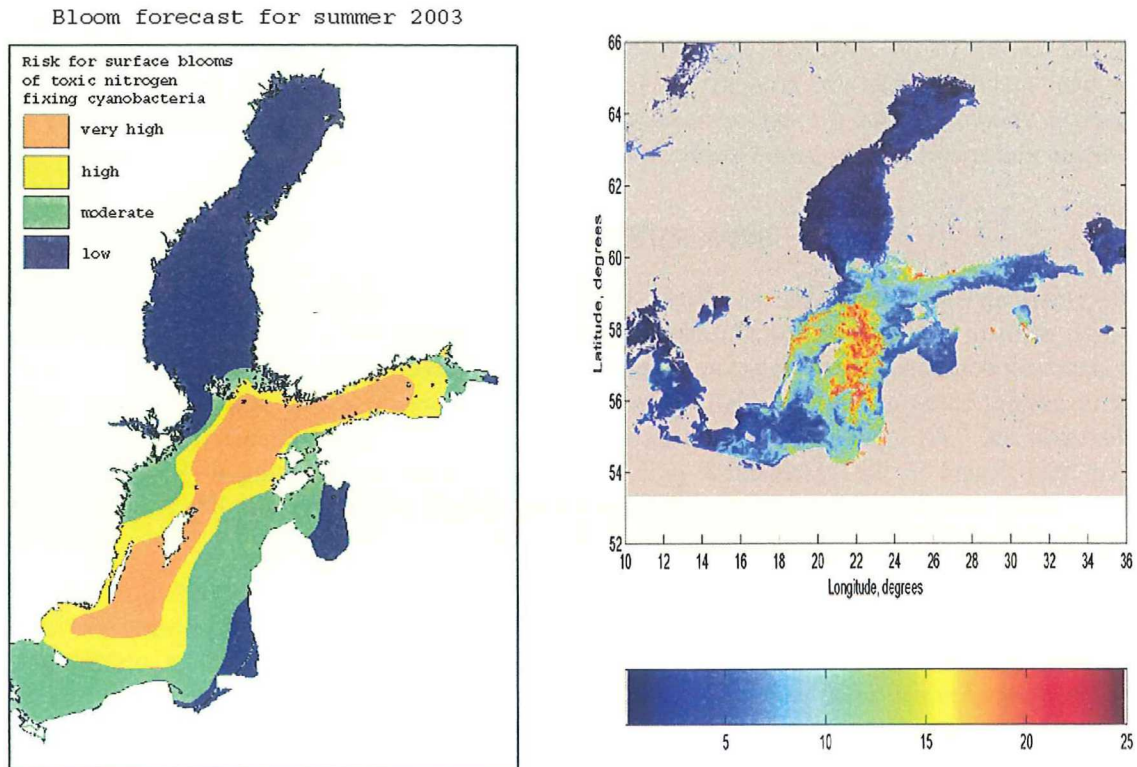 Bloom forecast for summer 2003
Risk for surface blooms
of toxic nitrogen
fixing cyanobacteria
very high
high
moderate
low
66
64
62
60
58
56
54
52
Latitude, degrees
10 12 14 16 18 20 22 24 26 28 30 32 34 36
Longitude, degrees
5 10 15 20 25